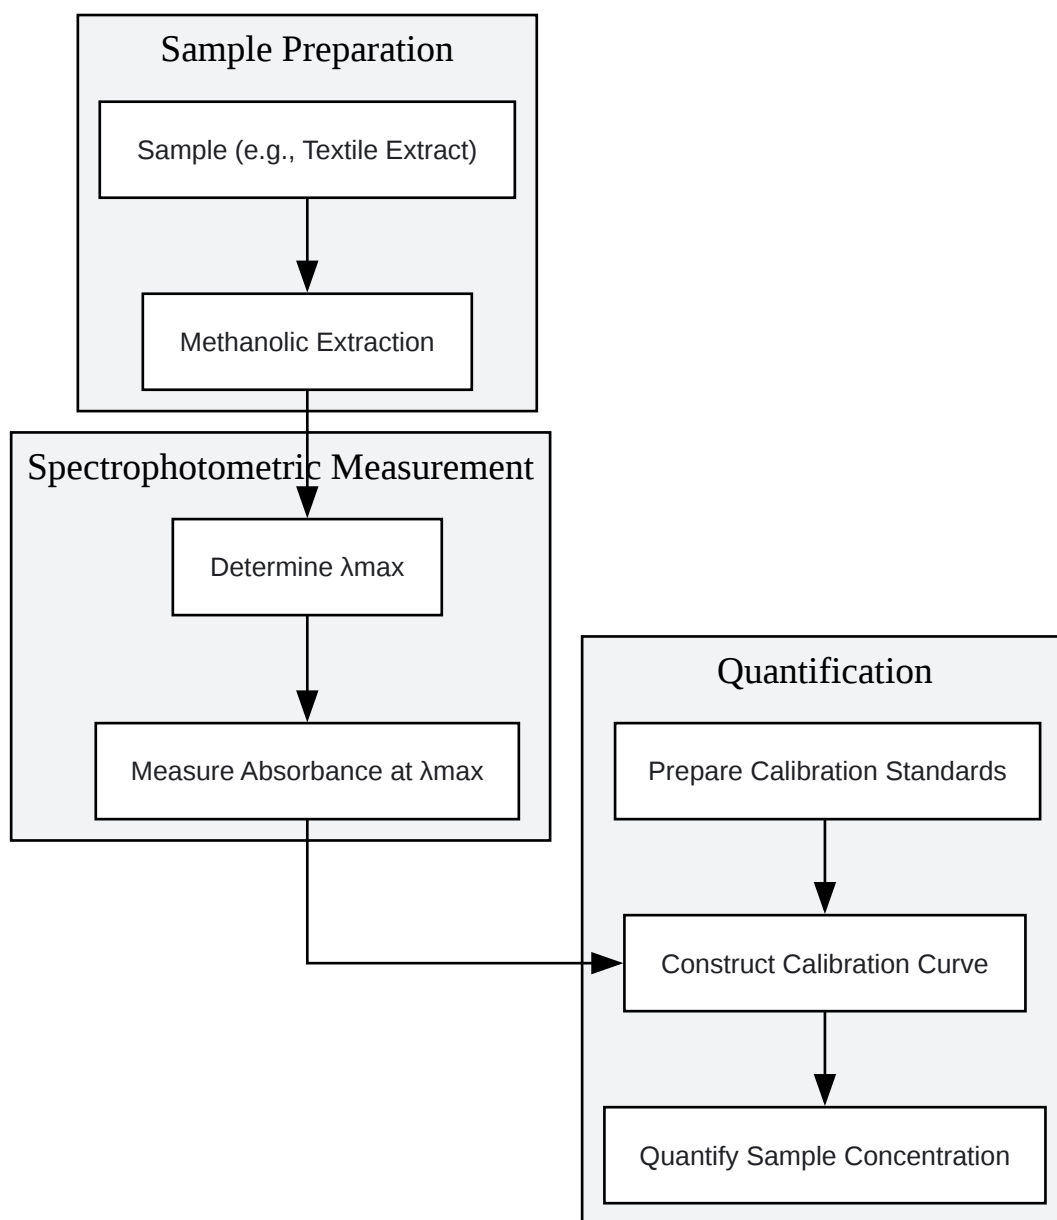 Sample Preparation
Sample (e.g., Textile Extract)
Methanolic Extraction
Spectrophotometric Measurement
Determine λmax
Measure Absorbance at λmax
Quantification
Prepare Calibration Standards
Construct Calibration Curve
Quantify Sample Concentration